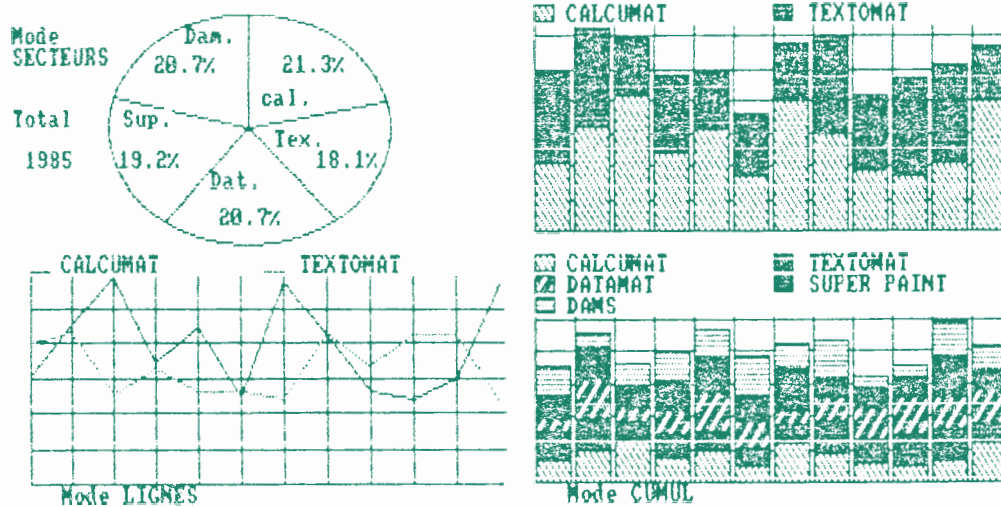 Mode
SECTEURS
Total
1985
Dam.
20.7%
21.3%
cal.
Sup.
19.2%
Tex.
18.1%
Dat.
20.7%
CALCUMAT TEXTOMAT
CALCUMAT TEXTOMAT
Mode LIGNES
CALCUMAT TEXTOMAT
DATAMAT SUPER PAINT
DAMS
Mode CUMUL